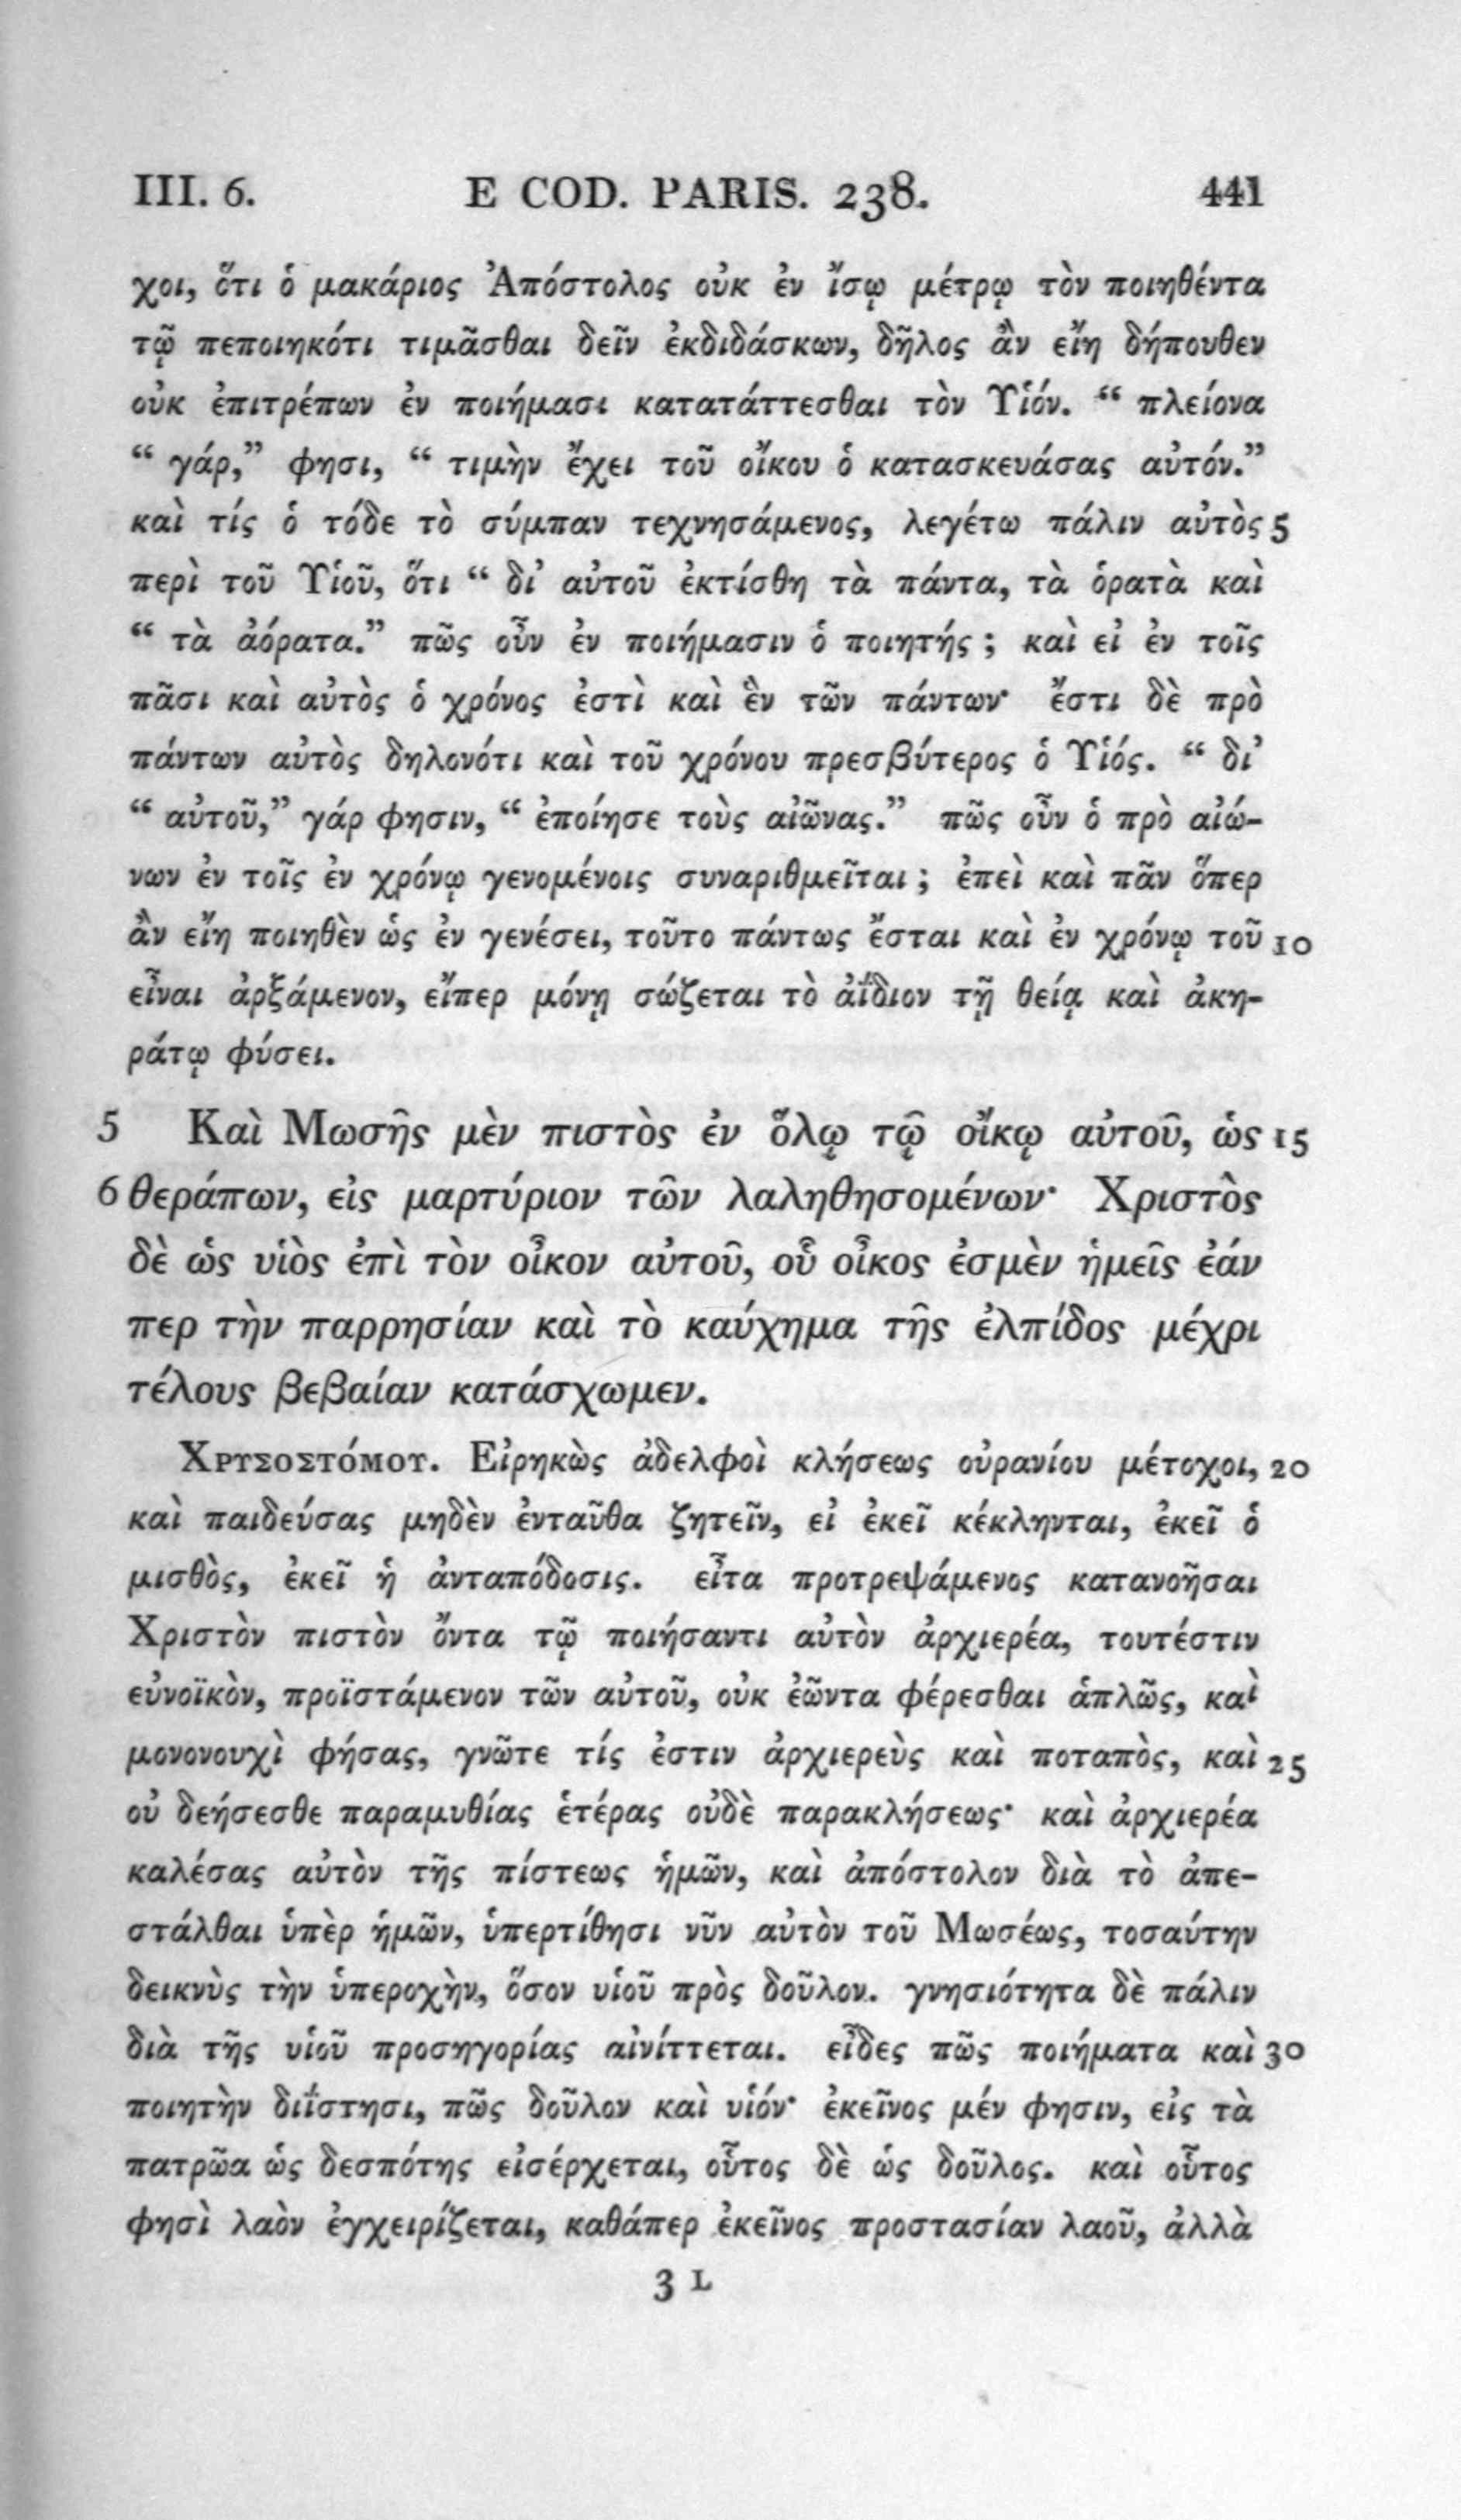 III. 6. E COD. PARIS. 238. 441
χοι, ὅτι ὁ μακάριος Ἀπόστολος οὐκ ἐν ἴσῳ μέτρῳ τὸν ποιηθέντα
τῷ πεποιηκότι τιμᾶσθαι δεῖν ἐκδιδάσκων, δῆλος ἂν εἴη δήπουθεν
οὐκ ἐπιτρέπων ἐν ποιήμασι κατατάττεσθαι τὸν Υἱόν. “ πλείονα
“ γάρ,” φησι, “ τιμὴν ἔχει τοῦ οἴκου ὁ κατασκευάσας αὐτόν.”
καὶ τίς ὁ τόδε τὸ σύμπαν τεχνησάμενος, λεγέτω πάλιν αὐτὸς 5
περὶ τοῦ Υἱοῦ, ὅτι “ δι’ αὐτοῦ ἐκτίσθη τὰ πάντα, τὰ ὁρατὰ καὶ
“ τὰ ἀόρατα.” πῶς οὖν ἐν ποιήμασιν ὁ ποιητής ; καὶ εἰ ἐν τοῖς
πᾶσι καὶ αὐτὸς ὁ χρόνος ἐστὶ καὶ ἓν τῶν πάντων· ἔστι δὲ πρὸ
πάντων αὐτὸς δηλονότι καὶ τοῦ χρόνου πρεσβύτερος ὁ Υἱός. “ δι’
“ αὐτοῦ,” γάρ φησιν, “ ἐποίησε τοὺς αἰῶνας.” πῶς οὖν ὁ πρὸ αἰώ-
νων ἐν τοῖς ἐν χρόνῳ γενομένοις συναριθμεῖται ; ἐπεὶ καὶ πᾶν ὅπερ
ἂν εἴη ποιηθὲν ὡς ἐν γενέσει, τοῦτο πάντως ἔσται καὶ ἐν χρόνῳ τοῦ 10
εἶναι ἀρξάμενον, εἴπερ μόνῃ σώζεται τὸ ἀΐδιον τῇ θείᾳ καὶ ἀκη-
ράτῳ φύσει.
5 Καὶ Μωσῆς μὲν πιστὸς ἐν ὅλῳ τῷ οἴκῳ αὐτοῦ, ὡς 15
6 θεράπων, εἰς μαρτύριον τῶν λαληθησομένων· Χριστὸς
δὲ ὡς υἱὸς ἐπὶ τὸν οἶκον αὐτοῦ, οὗ οἶκος ἐσμὲν ἡμεῖς ἐάν
περ τὴν παρρησίαν καὶ τὸ καύχημα τῆς ἐλπίδος μέχρι
τέλους βεβαίαν κατάσχωμεν.
Χρυσοστόμου. Εἰρηκὼς ἀδελφοὶ κλήσεως οὐρανίου μέτοχοι, 20
καὶ παιδεύσας μηδὲν ἐνταῦθα ζητεῖν, εἰ ἐκεῖ κέκληνται, ἐκεῖ ὁ
μισθὸς, ἐκεῖ ἡ ἀνταπόδοσις. εἶτα προτρεψάμενος κατανοῆσαι
Χριστὸν πιστὸν ὄντα τῷ ποιήσαντι αὐτὸν ἀρχιερέα, τουτέστιν
εὐνοϊκὸν, προϊστάμενον τῶν αὐτοῦ, οὐκ ἐῶντα φέρεσθαι ἁπλῶς, καὶ
μονονουχὶ φήσας, γνῶτε τίς ἐστιν ἀρχιερεὺς καὶ ποταπὸς, καὶ 25
οὐ δεήσεσθε παραμυθίας ἑτέρας οὐδὲ παρακλήσεως· καὶ ἀρχιερέα
καλέσας αὐτὸν τῆς πίστεως ἡμῶν, καὶ ἀπόστολον διὰ τὸ ἀπε-
στάλθαι ὑπὲρ ἡμῶν, ὑπερτίθησι νῦν αὐτὸν τοῦ Μωσέως, τοσαύτην
δεικνὺς τὴν ὑπεροχὴν, ὅσον υἱοῦ πρὸς δοῦλον. γνησιότητα δὲ πάλιν
διὰ τῆς υἱοῦ προσηγορίας αἰνίττεται. εἶδες πῶς ποιήματα καὶ 30
ποιητὴν διΐστησι, πῶς δοῦλον καὶ υἱόν· ἐκεῖνος μέν φησιν, εἰς τὰ
πατρῶα ὡς δεσπότης εἰσέρχεται, οὗτος δὲ ὡς δοῦλος. καὶ οὗτος
φησὶ λαὸν ἐγχειρίζεται, καθάπερ ἐκεῖνος προστασίαν λαοῦ, ἀλλὰ
3 L